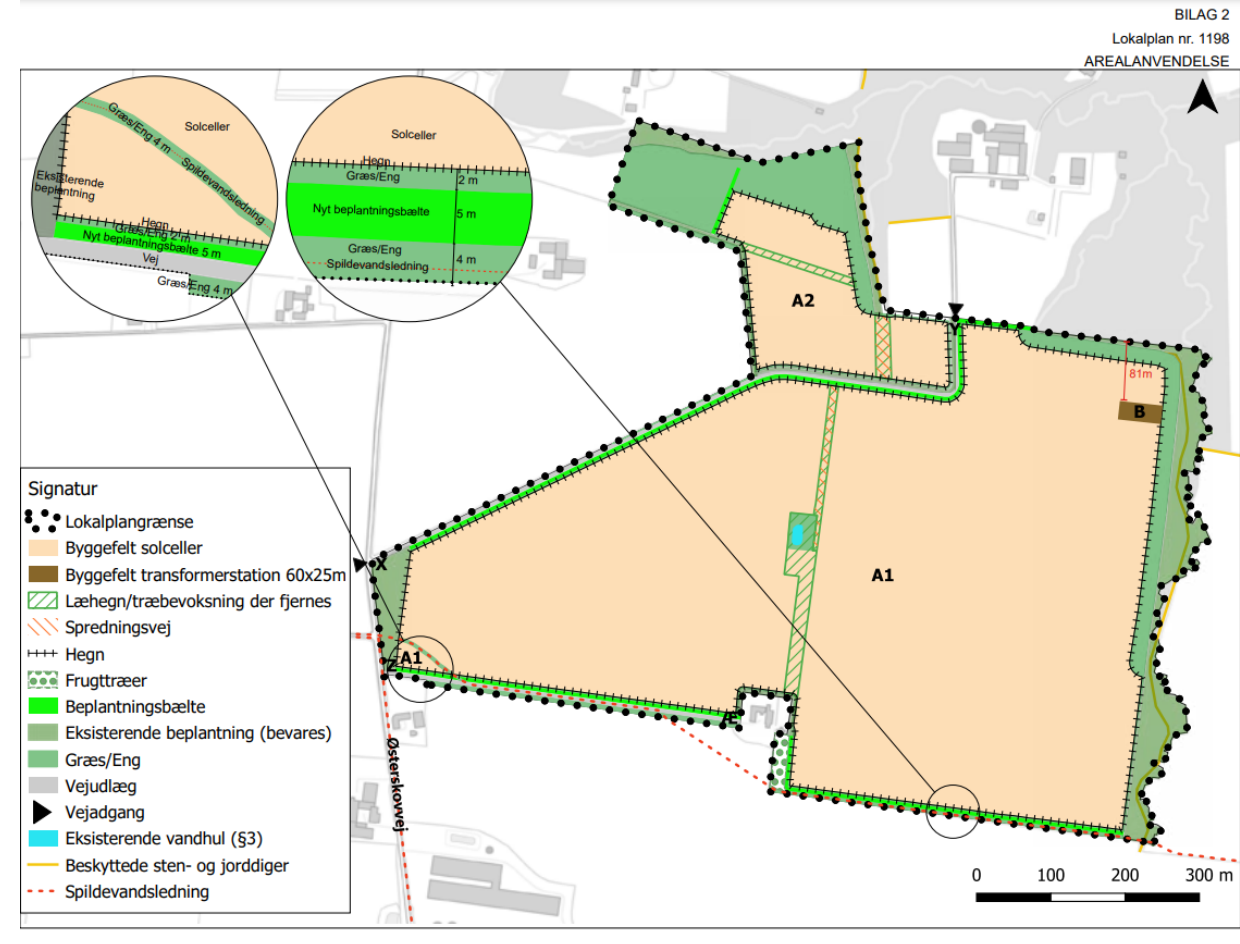 BILAG 2
Lokalplan nr. 1198
AREALANVENDELSE
Græs/Eng 4 m
Solceller
Spildevandsledning
Eksisterende
beplantning
Hegn
Græs/Eng 2 m
Nyt beplantningsbælte 5 m
Vej
Græs/Eng 4 m
Solceller
Hegn
Græs/Eng
2 m
Nyt beplantningsbælte
5 m
Græs/Eng
4 m
Spildevandsledning
A2
Y
81m
B
X
A1
A1
Z
Æ
Østerskovvej
Signatur
Lokalplangrænse
Byggefelt solceller
Byggefelt transformerstation 60x25m
Læhegn/træbevoksning der fjernes
Spredningsvej
Hegn
Frugttræer
Beplantningsbælte
Eksisterende beplantning (bevares)
Græs/Eng
Vejudlæg
Vejadgang
Eksisterende vandhul (§3)
Beskyttede sten- og jorddiger
Spildevandsledning
0 100 200 300 m